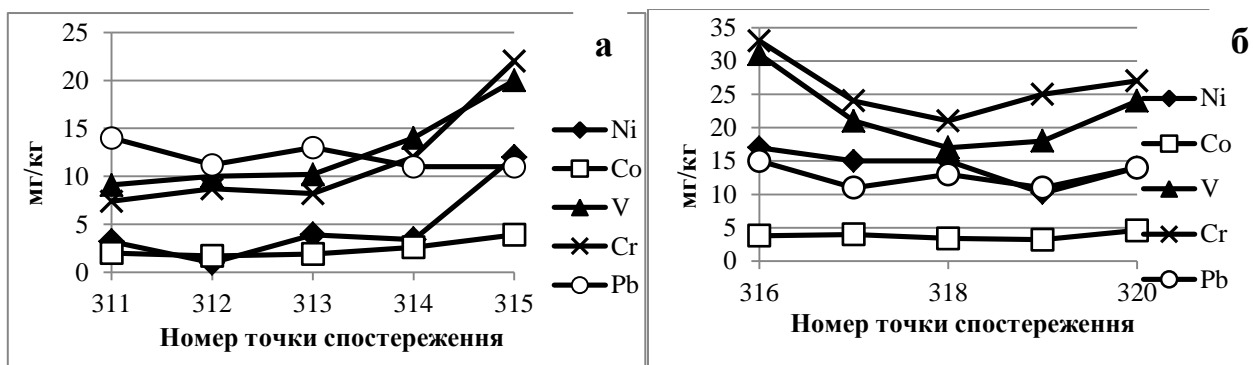 а
25
20
15
10
5
0
мг/кг
311 312 313 314 315
Номер точки спостереження
Ni
Co
V
Cr
Pb
б
35
30
25
20
15
10
5
0
мг/кг
316 318 320
Номер точки спостереження
Ni
Co
V
Cr
Pb